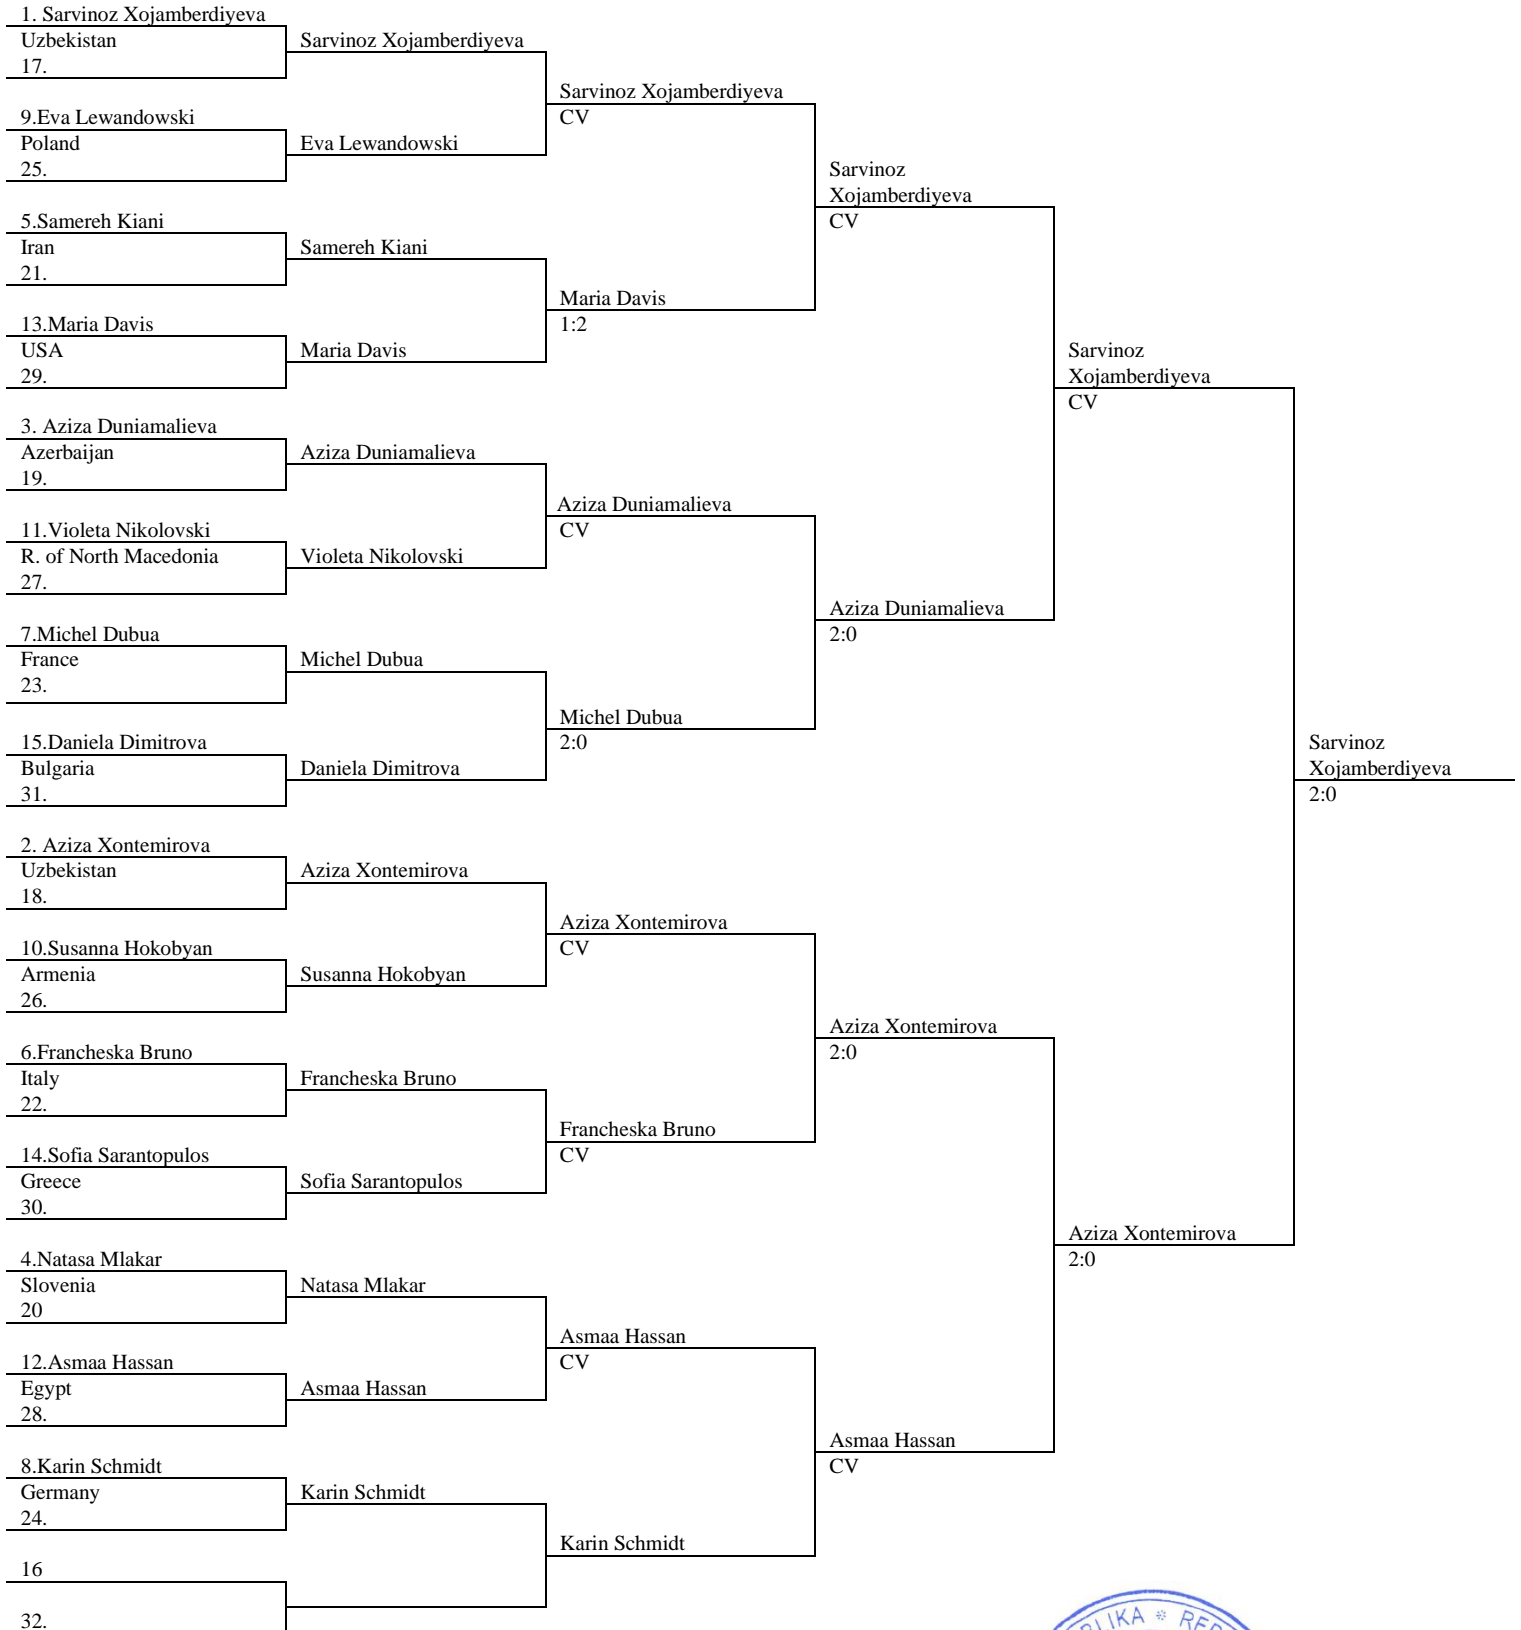 1. Sarvinoz Xojamberdiyeva
Uzbekistan
17.
9.Eva Lewandowski
Poland
25.
5.Samereh Kiani
Iran
21.
13.Maria Davis
USA
29.
3. Aziza Duniamalieva
Azerbaijan
19.
11.Violeta Nikolovski
R. of North Macedonia
27.
7.Michel Dubua
France
23.
15.Daniela Dimitrova
Bulgaria
31.
2. Aziza Xontemirova
Uzbekistan
18.
10.Susanna Hokobyan
Armenia
26.
6.Francheska Bruno
Italy
22.
14.Sofia Sarantopulos
Greece
30.
4.Natasa Mlakar
Slovenia
20
12.Asmaa Hassan
Egypt
28.
8.Karin Schmidt
Germany
24.
16
32.
Sarvinoz Xojamberdiyeva
Eva Lewandowski
Samereh Kiani
Maria Davis
Aziza Duniamalieva
Violeta Nikolovski
Michel Dubua
Daniela Dimitrova
Aziza Xontemirova
Susanna Hokobyan
Francheska Bruno
Sofia Sarantopulos
Natasa Mlakar
Asmaa Hassan
Karin Schmidt
Sarvinoz Xojamberdiyeva
CV
Maria Davis
1:2
Aziza Duniamalieva
CV
Michel Dubua
2:0
Aziza Xontemirova
CV
Francheska Bruno
CV
Asmaa Hassan
CV
Karin Schmidt
Sarvinoz
Xojamberdiyeva
CV
Aziza Duniamalieva
2:0
Aziza Xontemirova
2:0
Asmaa Hassan
CV
Sarvinoz
Xojamberdiyeva
CV
Aziza Xontemirova
2:0
Sarvinoz
Xojamberdiyeva
2:0